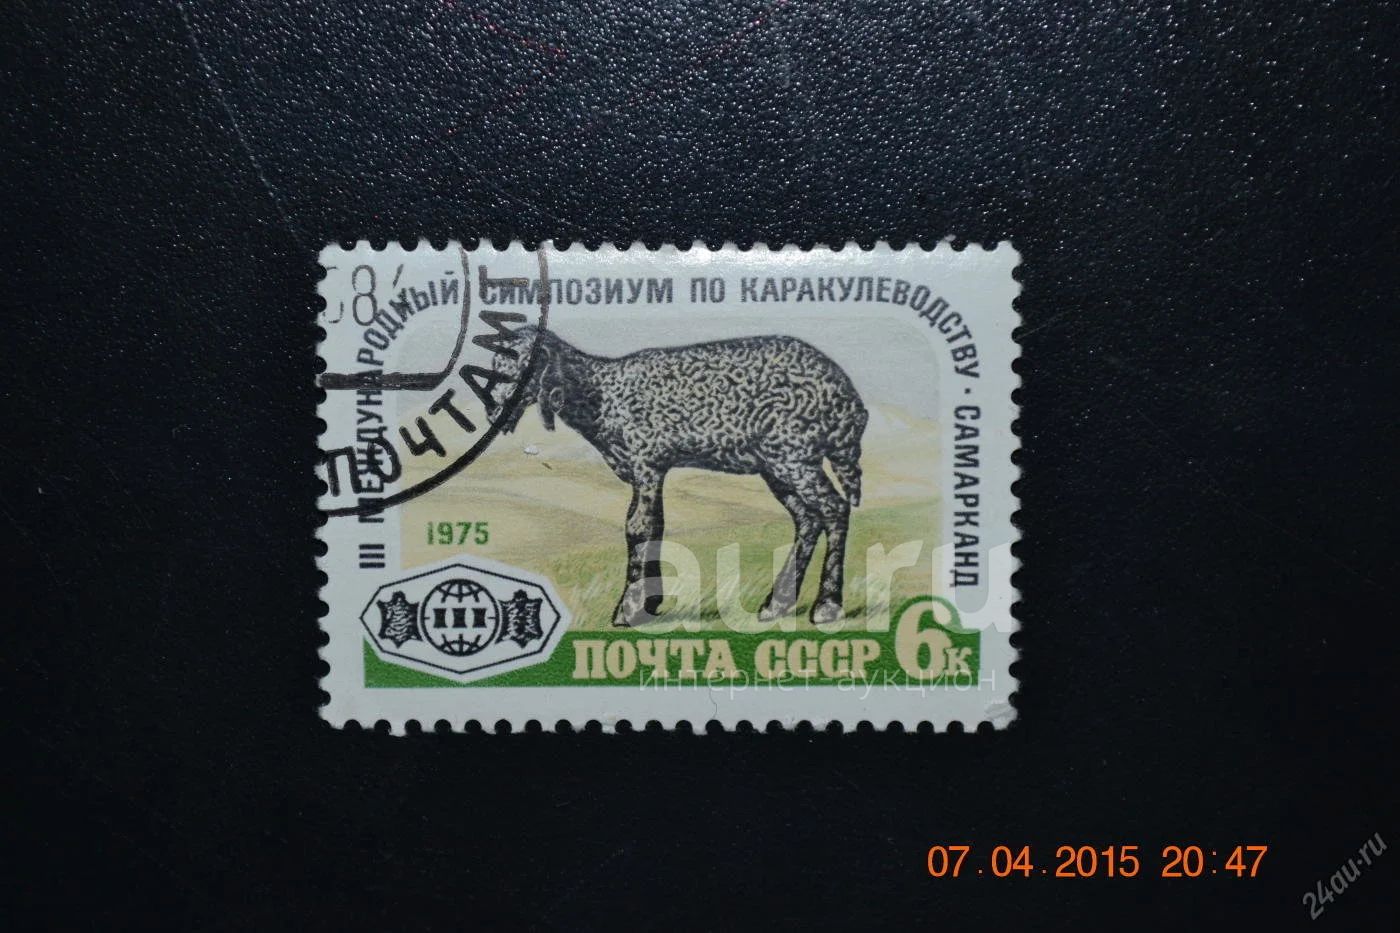 III МЕЖДУНАРОДНЫЙ СИМПОЗИУМ ПО КАРАКУЛЕВОДСТВУ · САМАРКАНД
ПОЧТАМТ
1975
III
ПОЧТА СССР 6к
au.ru
интернет-аукцион
07.04.2015 20:47
24au.ru